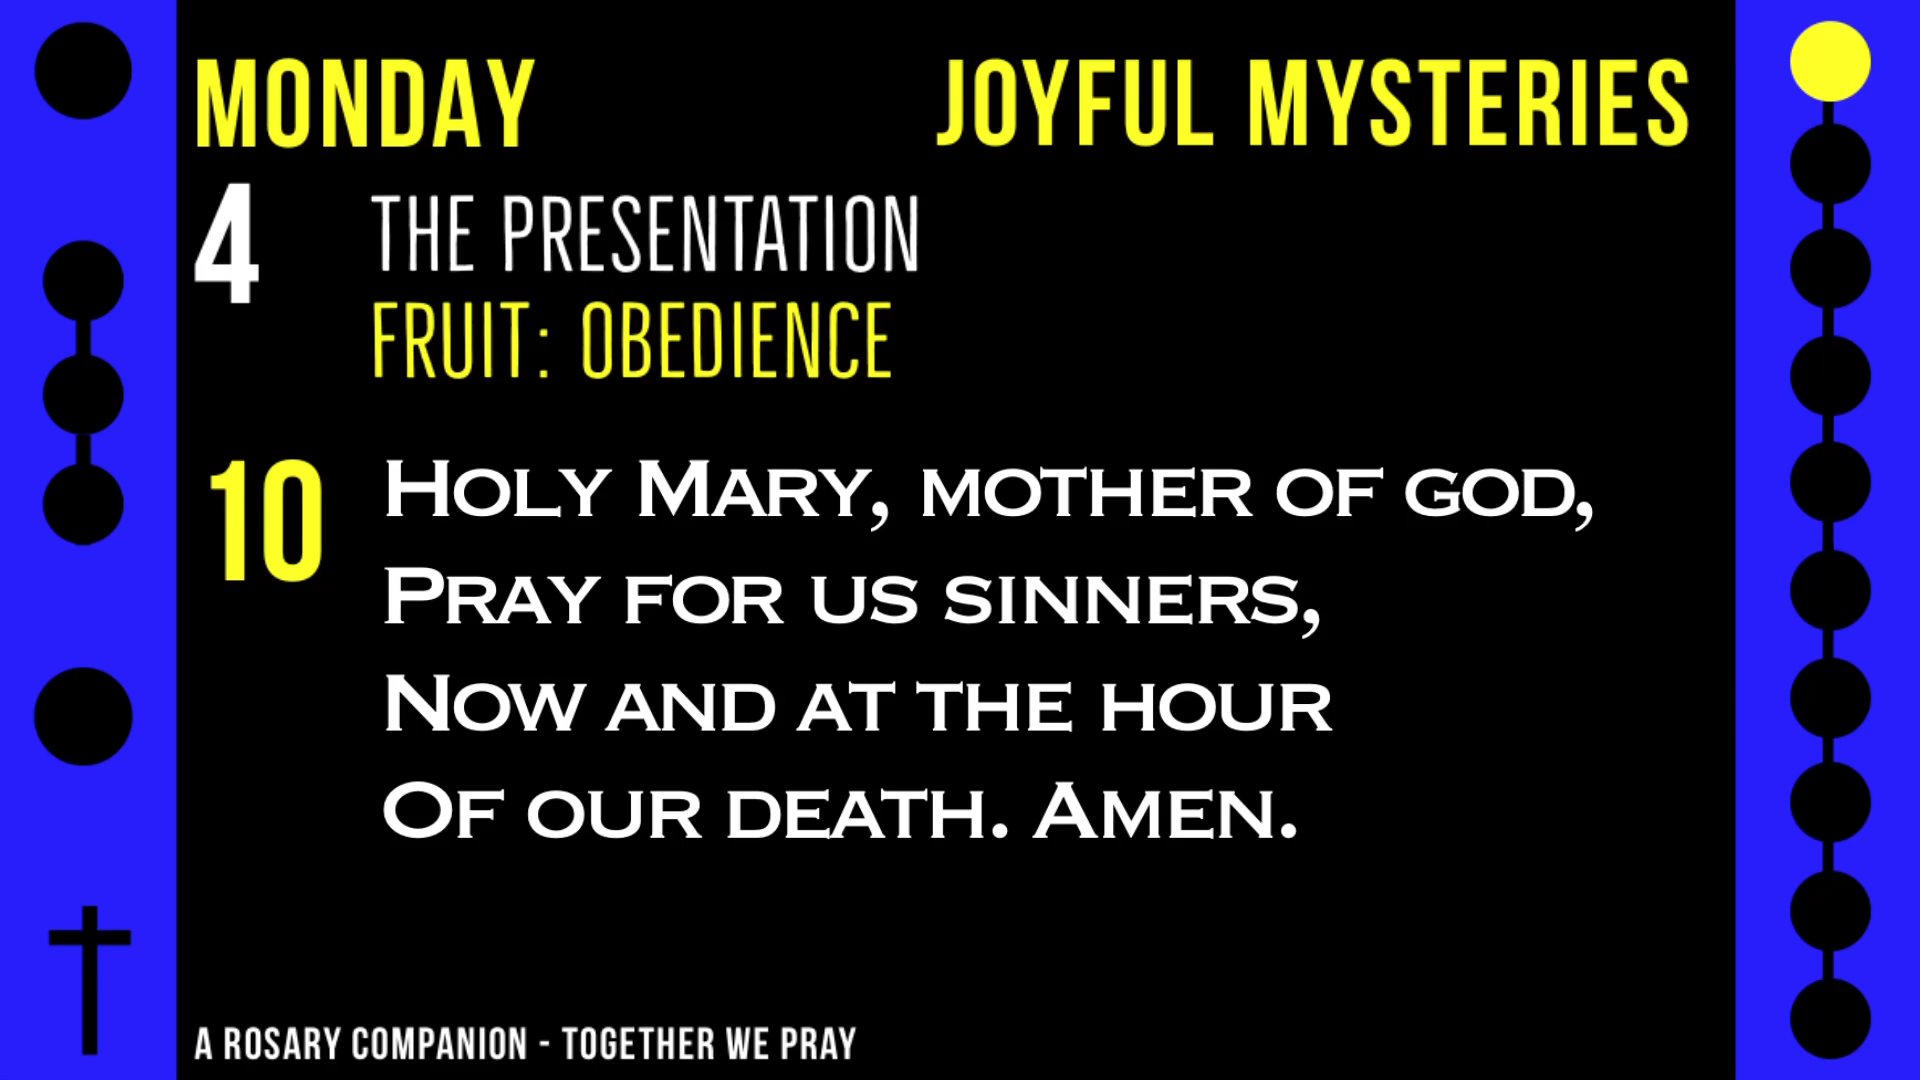 MONDAY JOYFUL MYSTERIES
4 THE PRESENTATION
FRUIT: OBEDIENCE
10 HOLY MARY, MOTHER OF GOD,
PRAY FOR US SINNERS,
NOW AND AT THE HOUR
OF OUR DEATH. AMEN.
A ROSARY COMPANION - TOGETHER WE PRAY